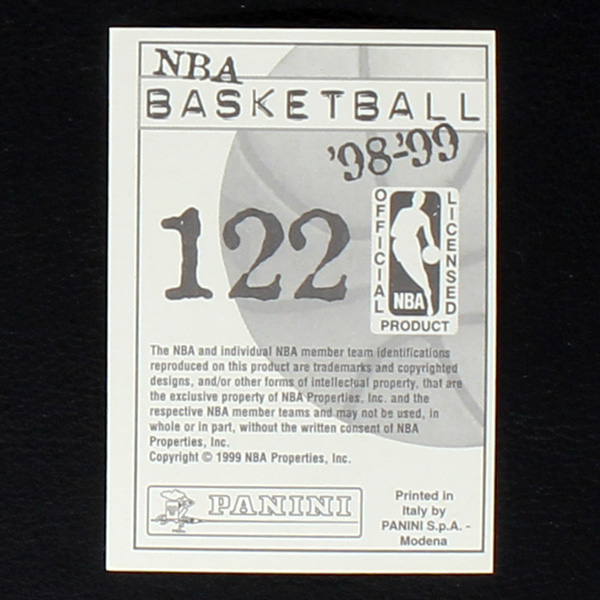 NBA
BASKETBALL
'98-'99
122
OFFICIAL
LICENSED
NBA
PRODUCT
The NBA and individual NBA member team identifications
reproduced on this product are trademarks and copyrighted
designs, and/or other forms of intellectual property, that are
the exclusive property of NBA Properties, Inc. and the
respective NBA member teams and may not be used, in
whole or in part, without the written consent of NBA
Properties, Inc.
Copyright © 1999 NBA Properties, Inc.
PANINI
Printed in
Italy by
PANINI S.p.A. -
Modena